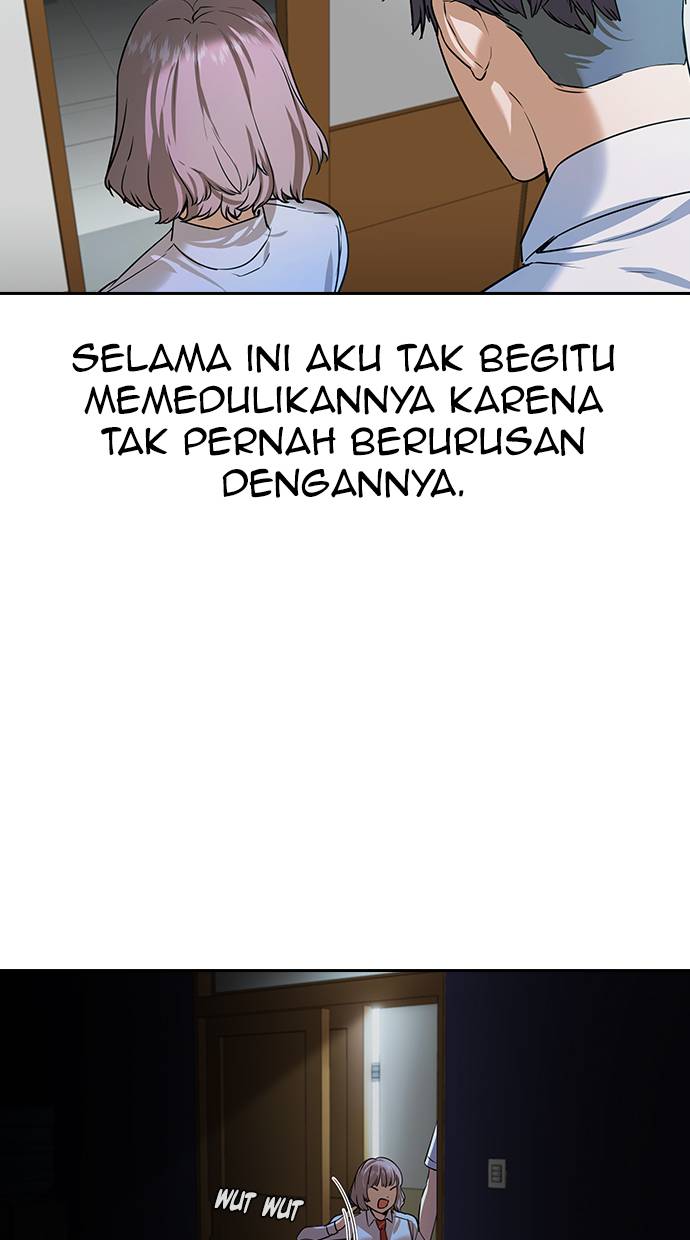 SELAMA INI AKU TAK BEGITU
MEMEDULIKANNYA KARENA
TAK PERNAH BERURUSAN
DENGANNYA.
WUT WUT